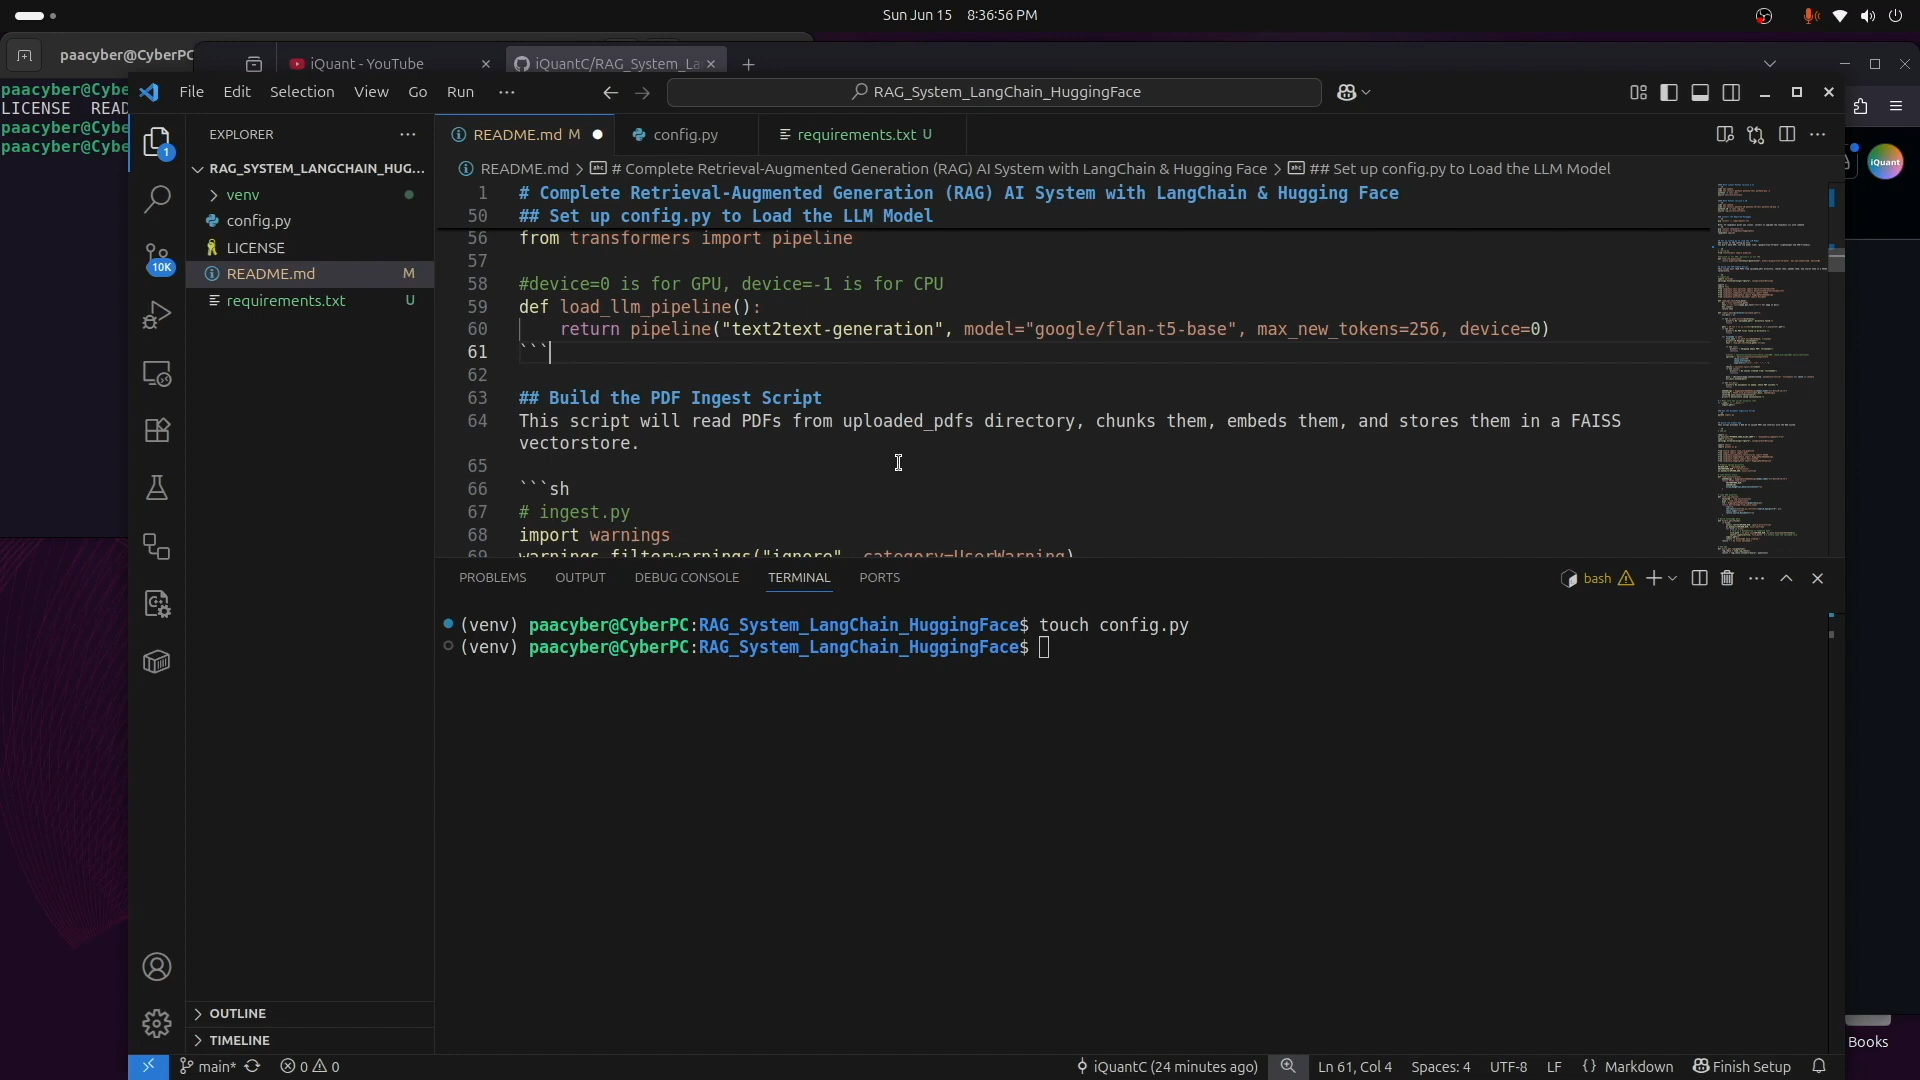 Sun Jun 15 8:36:56 PM
paacyber@CyberPC
iQuant - YouTube
iQuantC/RAG_System_La
paacyber@Cybe
LICENSE READ
paacyber@Cybe
paacyber@Cybe
File Edit Selection View Go Run
RAG_System_LangChain_HuggingFace
EXPLORER
README.md M
config.py
requirements.txt U
iQuant
RAG_SYSTEM_LANGCHAIN_HUG...
README.md > # Complete Retrieval-Augmented Generation (RAG) AI System with LangChain & Hugging Face > ## Set up config.py to Load the LLM Model
venv
config.py
LICENSE
README.md M
requirements.txt U
1
10K
1 # Complete Retrieval-Augmented Generation (RAG) AI System with LangChain & Hugging Face
50 ## Set up config.py to Load the LLM Model
56 from transformers import pipeline
57
58 #device=0 is for GPU, device=-1 is for CPU
59 def load_llm_pipeline():
60 return pipeline("text2text-generation", model="google/flan-t5-base", max_new_tokens=256, device=0)
61 ```
62
63 ## Build the PDF Ingest Script
64 This script will read PDFs from uploaded_pdfs directory, chunks them, embeds them, and stores them in a FAISS
vectorstore.
65
66 ```sh
67 # ingest.py
68 import warnings
69 warnings.filterwarnings("ignore", category=UserWarning)
PROBLEMS OUTPUT DEBUG CONSOLE TERMINAL PORTS
bash
(venv) paacyber@CyberPC:RAG_System_LangChain_HuggingFace$ touch config.py
(venv) paacyber@CyberPC:RAG_System_LangChain_HuggingFace$
OUTLINE
TIMELINE
Books
main* 0 0
iQuantC (24 minutes ago) Ln 61, Col 4 Spaces: 4 UTF-8 LF {} Markdown Finish Setup